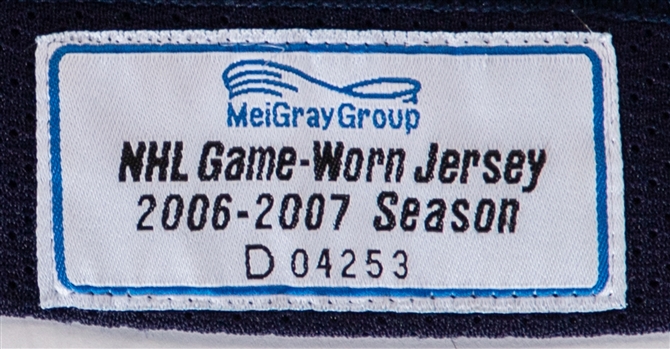 MeiGrayGroup
NHL Game-Worn Jersey
2006-2007 Season
D 04253